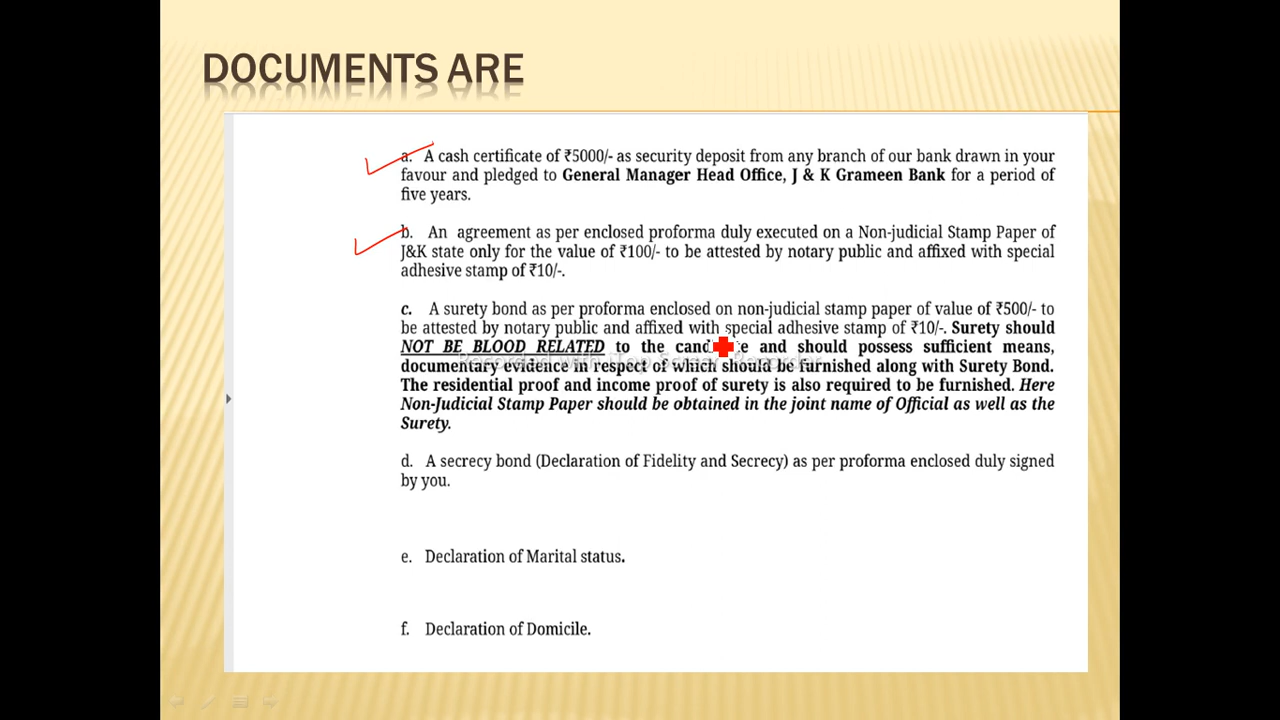 DOCUMENTS ARE
a. A cash certificate of ₹5000/- as security deposit from any branch of our bank drawn in your
favour and pledged to General Manager Head Office, J & K Grameen Bank for a period of
five years.
b. An agreement as per enclosed proforma duly executed on a Non-judicial Stamp Paper of
J&K state only for the value of ₹100/- to be attested by notary public and affixed with special
adhesive stamp of ₹10/-.
c. A surety bond as per proforma enclosed on non-judicial stamp paper of value of ₹500/- to
be attested by notary public and affixed with special adhesive stamp of ₹10/-. Surety should
NOT BE BLOOD RELATED to the candidate and should possess sufficient means,
Recorded with iTop Screen Recorder
documentary evidence in respect of which should be furnished along with Surety Bond.
The residential proof and income proof of surety is also required to be furnished. Here
Non-Judicial Stamp Paper should be obtained in the joint name of Official as well as the
Surety.
d. A secrecy bond (Declaration of Fidelity and Secrecy) as per proforma enclosed duly signed
by you.
e. Declaration of Marital status.
f. Declaration of Domicile.